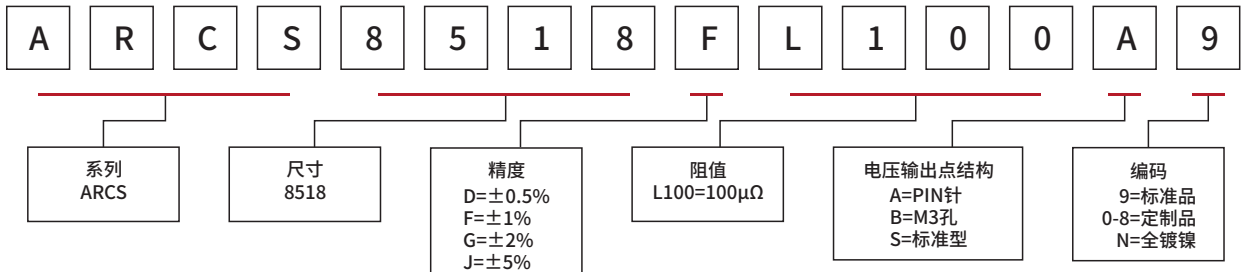 A R C S 8 5 1 8 F L 1 0 0 A 9
系列
ARCS
尺寸
8518
精度
D=±0.5%
F=±1%
G=±2%
J=±5%
阻值
L100=100μΩ
电压输出点结构
A=PIN针
B=M3孔
S=标准型
编码
9=标准品
0-8=定制品
N=全镀镍